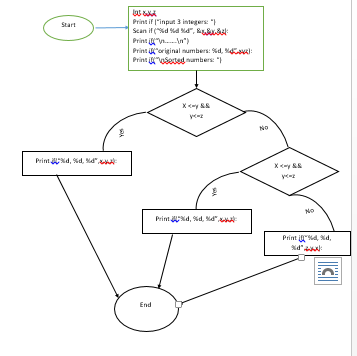 Start
Int x,y,z
Print if ("input 3 integers: ")
Scan if ("%d %d %d", &x,&y,&z):
Print if("\n......\n")
Print if("original numbers: %d, %d",x,y,z):
Print if("\nSorted numbers: ")
X <=y &&
y<=z
Yes
No
Print if("%d, %d, %d",x,y,z):
X <=y &&
y<=z
Yes
No
Print if("%d, %d, %d",x,y,z):
Print if("%d, %d,
%d",z,y,x):
End